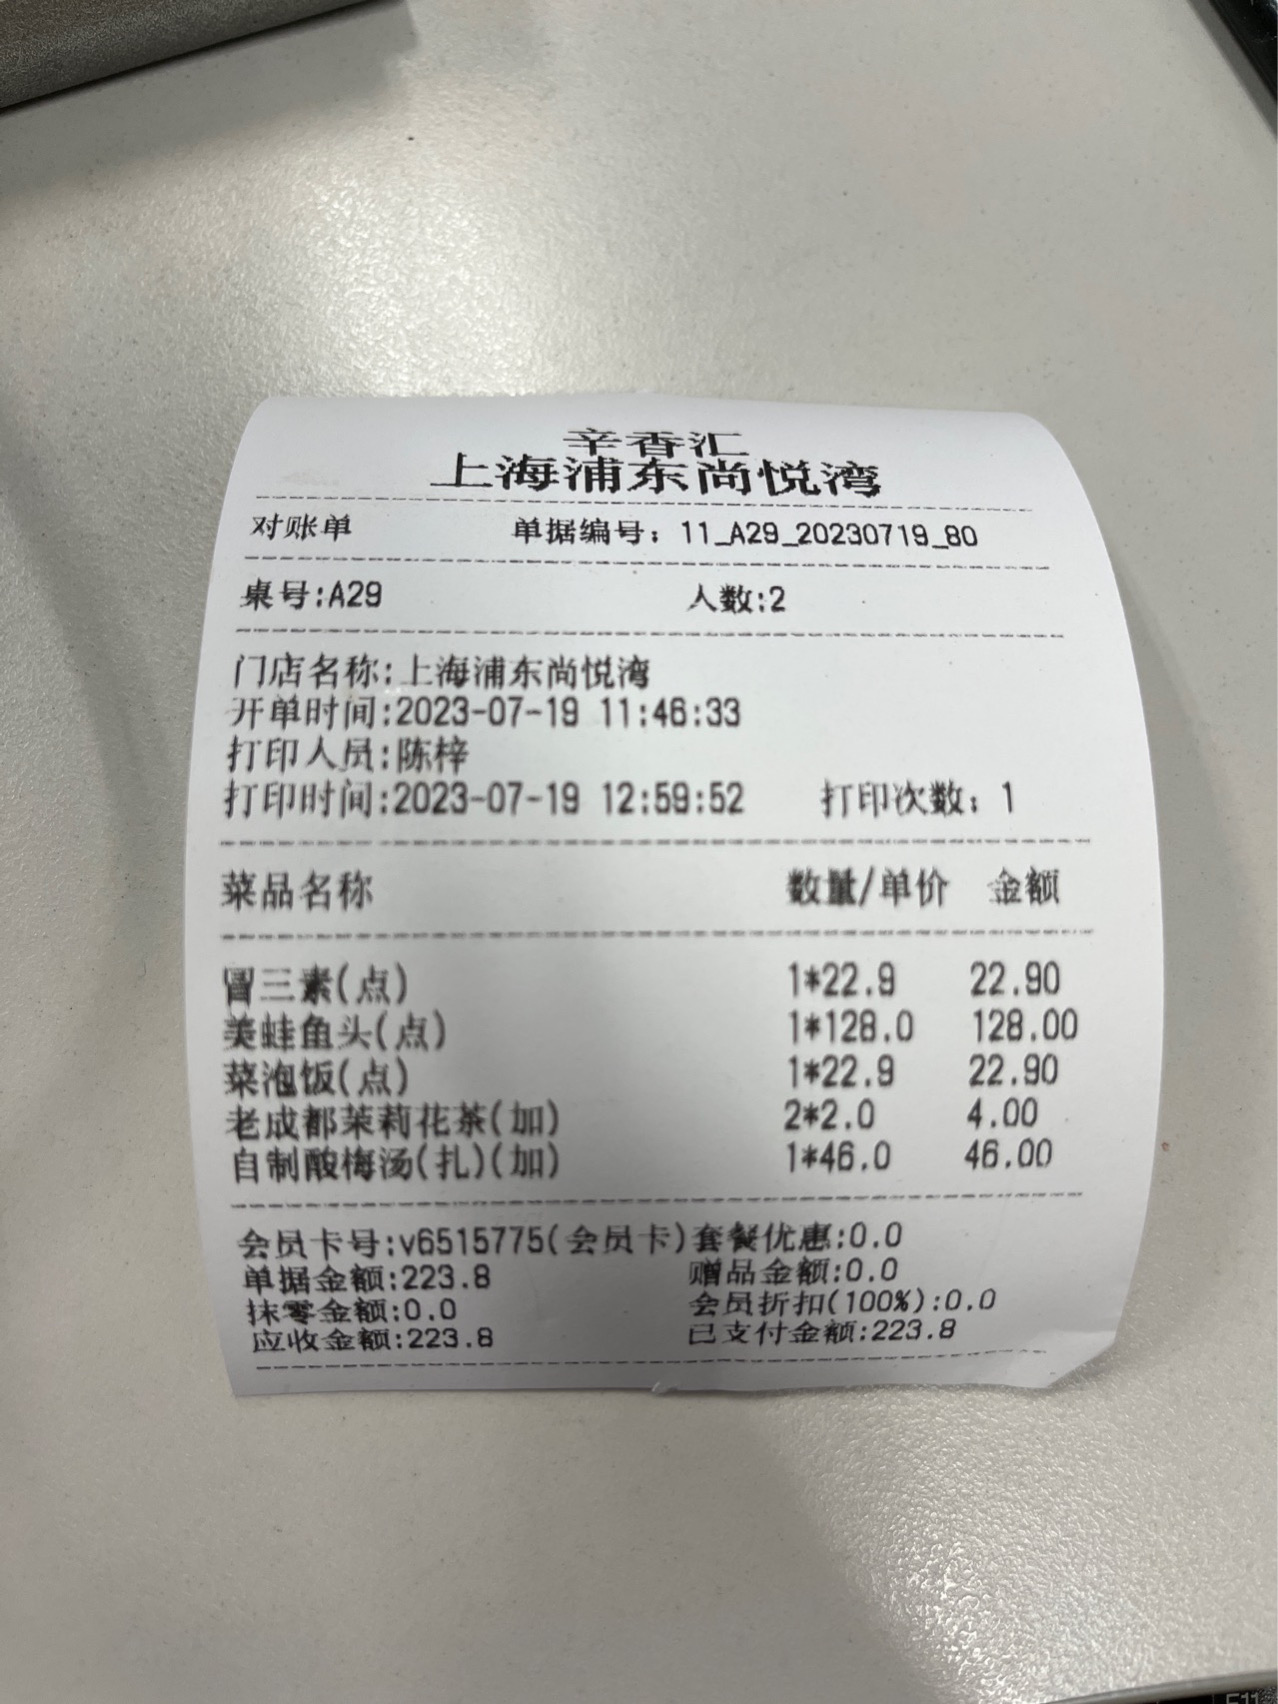 辛香汇
上海浦东尚悦湾
对账单 单据编号：11_A29_20230719_80
桌号:A29 人数:2
门店名称:上海浦东尚悦湾
开单时间:2023-07-19 11:46:33
打印人员:陈梓
打印时间:2023-07-19 12:59:52 打印次数：1
菜品名称 数量/单价 金额
冒三素(点) 1*22.9 22.90
美蛙鱼头(点) 1*128.0 128.00
菜泡饭(点) 1*22.9 22.90
老成都茉莉花茶(加) 2*2.0 4.00
自制酸梅汤(扎)(加) 1*46.0 46.00
会员卡号:v6515775(会员卡)套餐优惠:0.0
单据金额:223.8 赠品金额:0.0
抹零金额:0.0 会员折扣(100%):0.0
应收金额:223.8 已支付金额:223.8